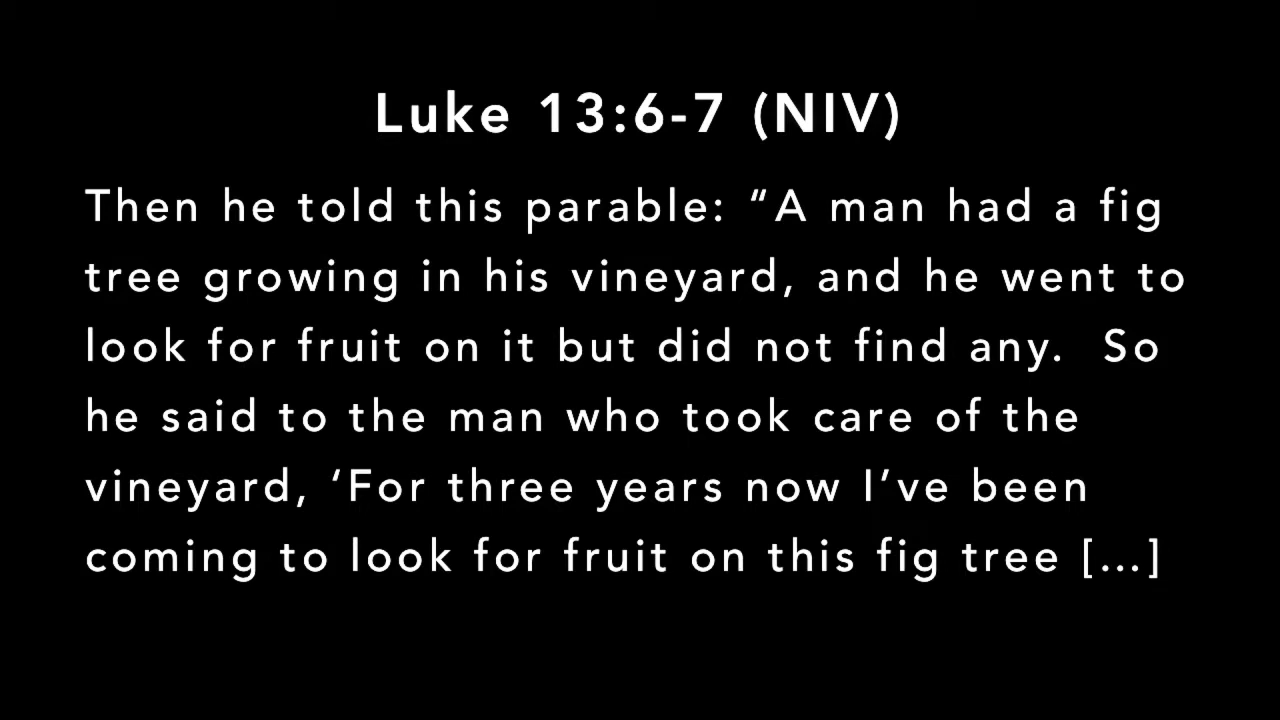 Luke 13:6-7 (NIV)
Then he told this parable: “A man had a fig
tree growing in his vineyard, and he went to
look for fruit on it but did not find any.  So
he said to the man who took care of the
vineyard, ‘For three years now I’ve been
coming to look for fruit on this fig tree [...]